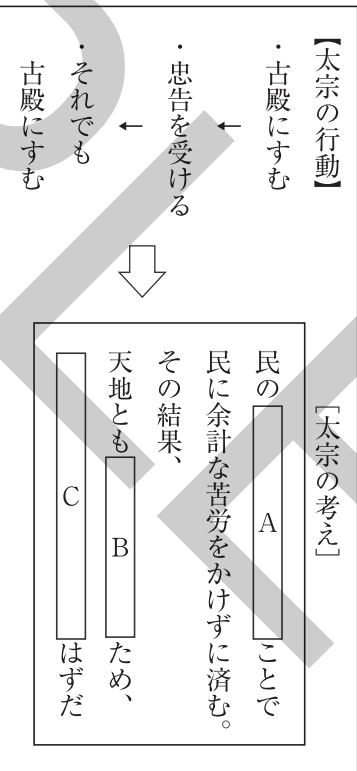 【太宗の行動】
・古殿にすむ
↓
・忠告を受ける
↓
・それでも
古殿にすむ
［太宗の考え］
民の A ことで
民に余計な苦労をかけずに済む。
その結果、
天地とも B ため、
C はずだ